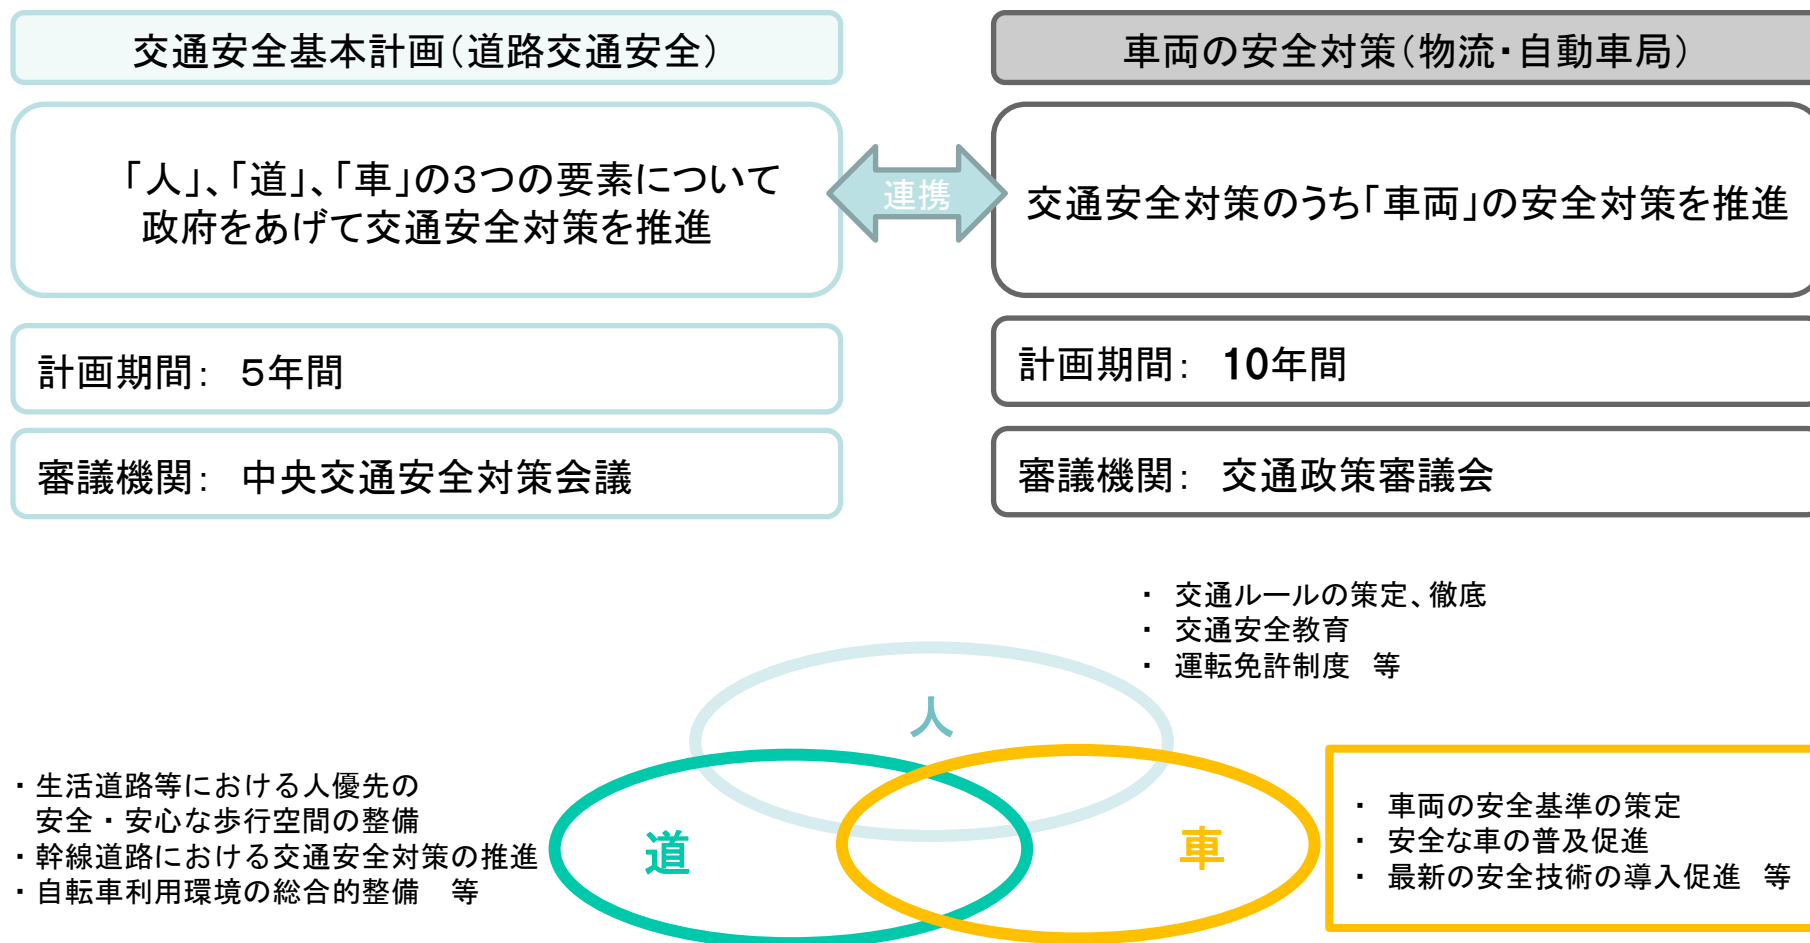 交通安全基本計画（道路交通安全）
「人」、「道」、「車」の3つの要素について
政府をあげて交通安全対策を推進
計画期間：　5年間
審議機関：　中央交通安全対策会議
連携
車両の安全対策（物流・自動車局）
交通安全対策のうち「車両」の安全対策を推進
計画期間：　10年間
審議機関：　交通政策審議会
・ 交通ルールの策定、徹底
・ 交通安全教育
・ 運転免許制度　等
人
道
車
・生活道路等における人優先の
安全・安心な歩行空間の整備
・幹線道路における交通安全対策の推進
・自転車利用環境の総合的整備　等
・ 車両の安全基準の策定
・ 安全な車の普及促進
・ 最新の安全技術の導入促進　等